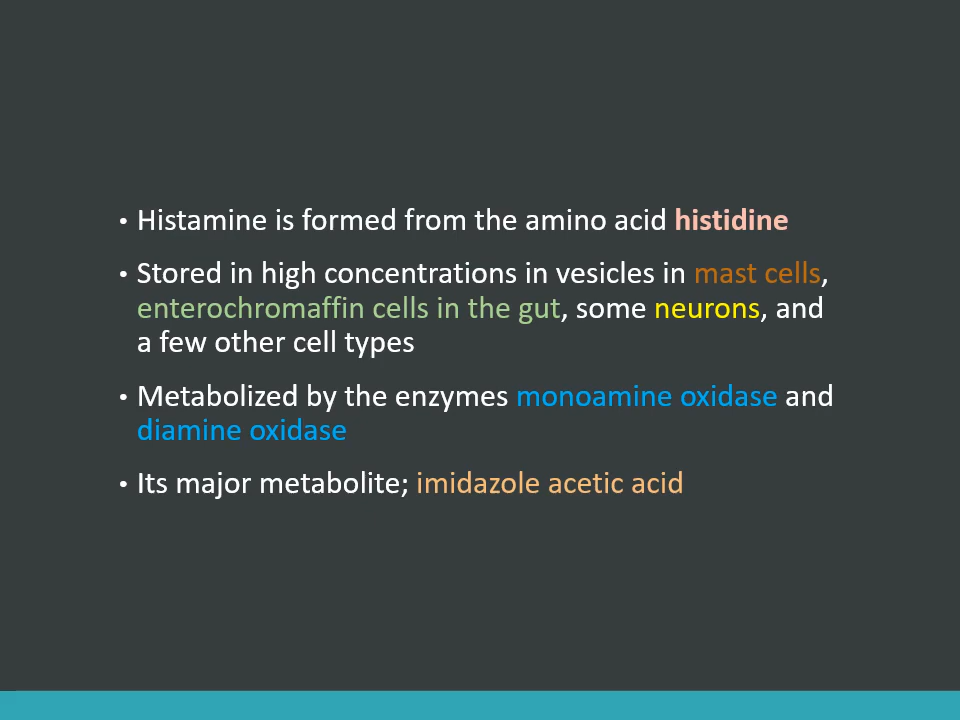 • Histamine is formed from the amino acid histidine
• Stored in high concentrations in vesicles in mast cells,
enterochromaffin cells in the gut, some neurons, and
a few other cell types
• Metabolized by the enzymes monoamine oxidase and
diamine oxidase
• Its major metabolite; imidazole acetic acid